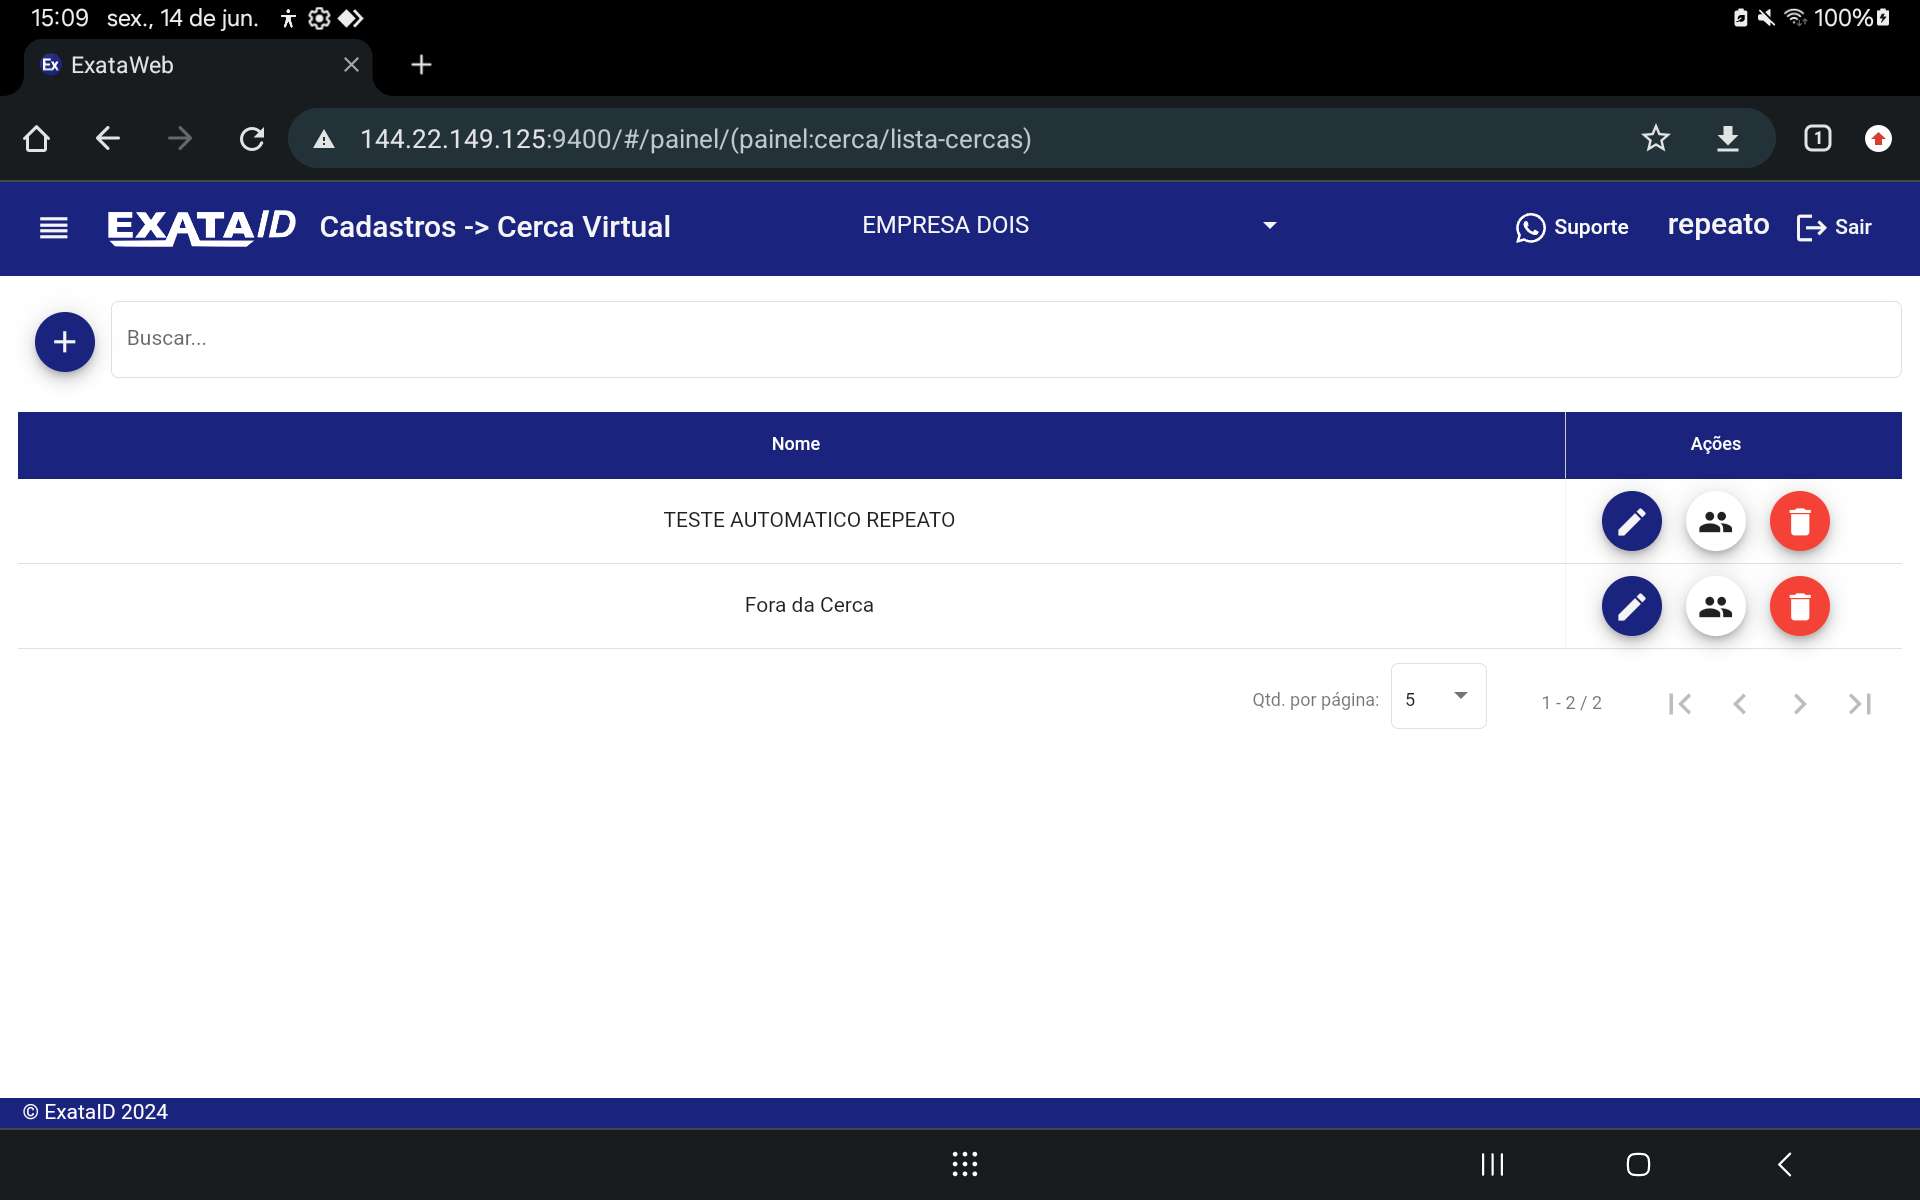 15:09 sex., 14 de jun. 100%
Ex ExataWeb
144.22.149.125:9400/#/painel/(painel:cerca/lista-cercas) 1
EXATAID Cadastros -> Cerca Virtual EMPRESA DOIS Suporte repeato Sair
Buscar...
Nome Ações
TESTE AUTOMATICO REPEATO
Fora da Cerca
Qtd. por página: 5 1 - 2 / 2
© ExataID 2024